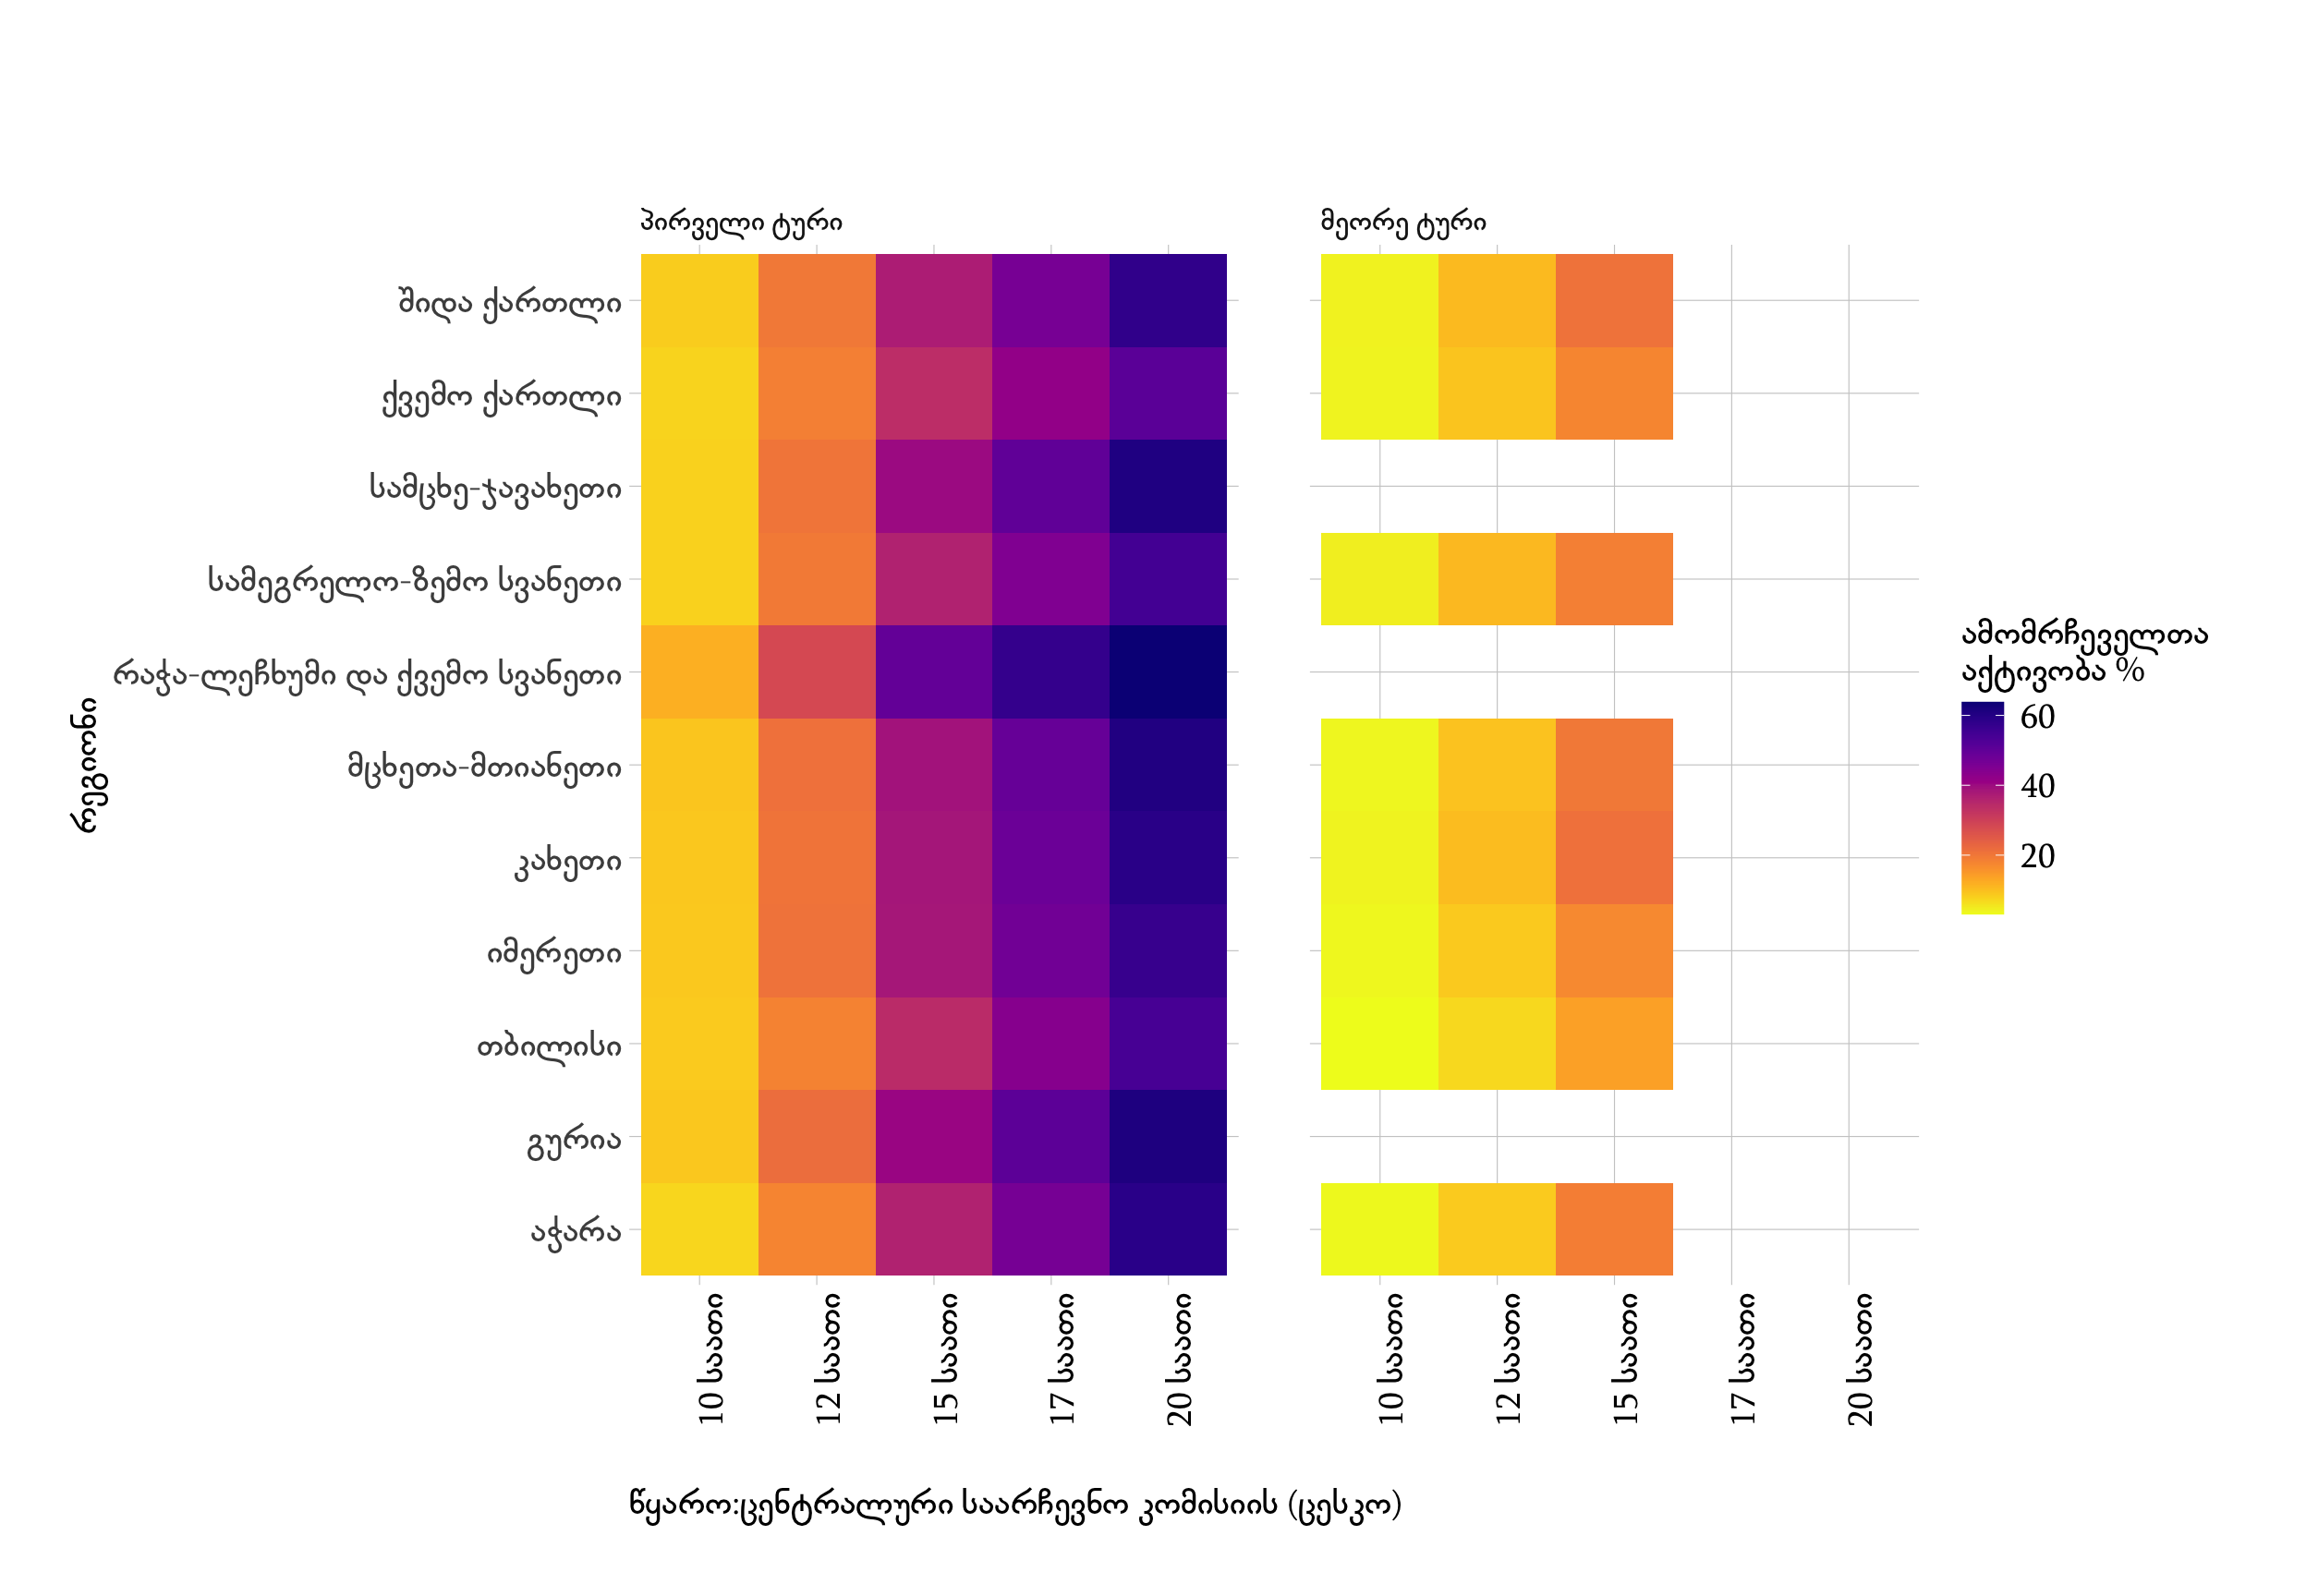 პირველი ტური
მეორე ტური
შიდა ქართლი
ქვემო ქართლი
სამცხე-ჯავახეთი
სამეგრელო-ზემო სვანეთი
რაჭა-ლეჩხუმი და ქვემო სვანეთი
მცხეთა-მთიანეთი
კახეთი
იმერეთი
თბილისი
გურია
აჭარა
რეგიონი
10 საათი
12 საათი
15 საათი
17 საათი
20 საათი
10 საათი
12 საათი
15 საათი
17 საათი
20 საათი
ამომრჩეველთა
აქტივობა %
60
40
20
წყარო:ცენტრალური საარჩევნო კომისიის (ცესკო)